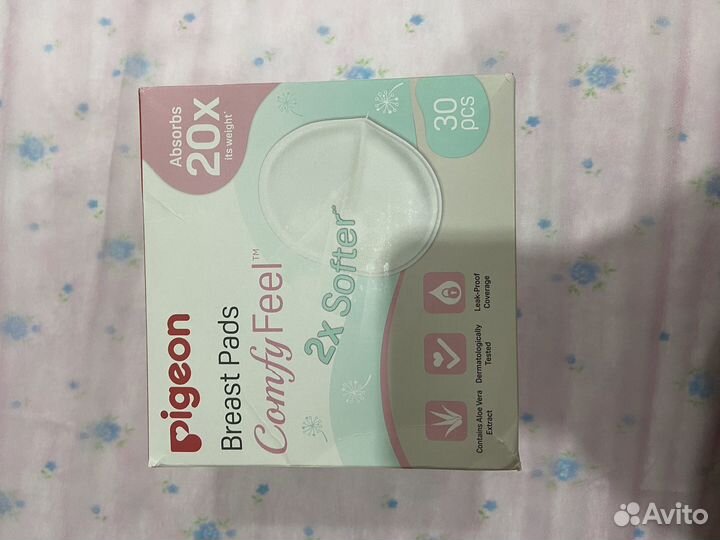 pigeon
Breast Pads
Comfy Feel™
2x Softer**
Absorbs
20x
its weight*
30
pcs
Contains Aloe Vera
Extract
Dermatologically
Tested
Leak-Proof
Coverage
Avito